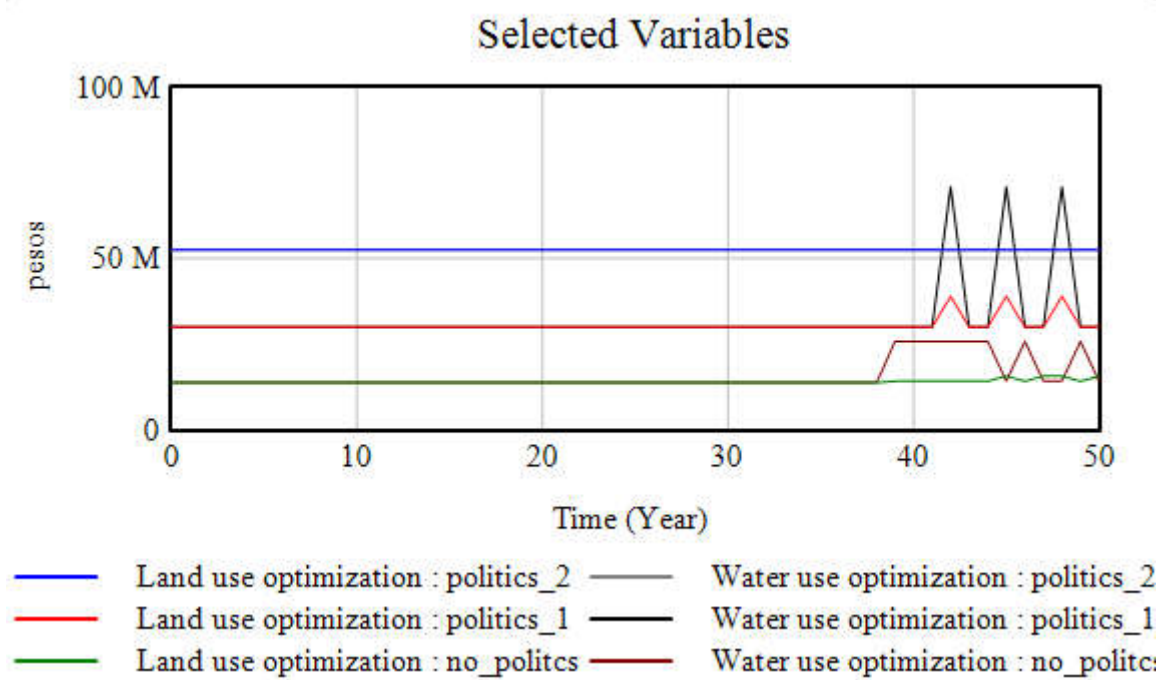 Selected Variables
100 M
50 M
0
pesos
0 10 20 30 40 50
Time (Year)
Land use optimization : politics_2 Water use optimization : politics_2
Land use optimization : politics_1 Water use optimization : politics_1
Land use optimization : no_politcs Water use optimization : no_politcs